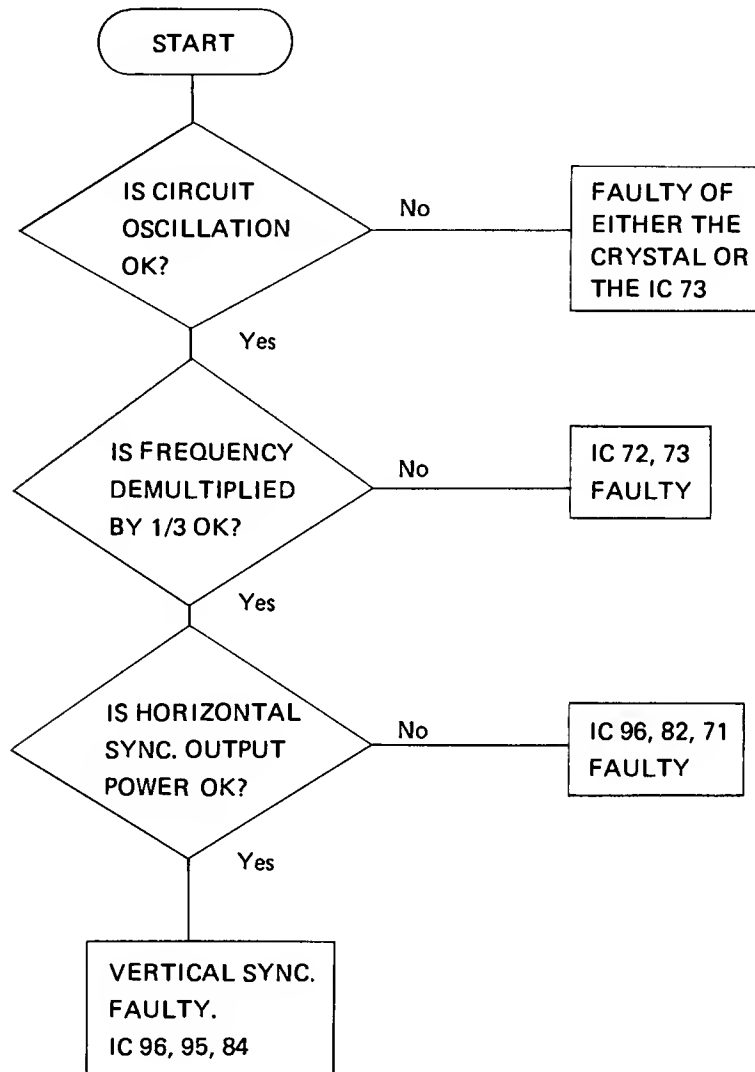 START
IS CIRCUIT
OSCILLATION
OK?
No
FAULTY OF
EITHER THE
CRYSTAL OR
THE IC 73
Yes
IS FREQUENCY
DEMULTIPLIED
BY 1/3 OK?
No
IC 72, 73
FAULTY
Yes
IS HORIZONTAL
SYNC. OUTPUT
POWER OK?
No
IC 96, 82, 71
FAULTY
Yes
VERTICAL SYNC.
FAULTY.
IC 96, 95, 84